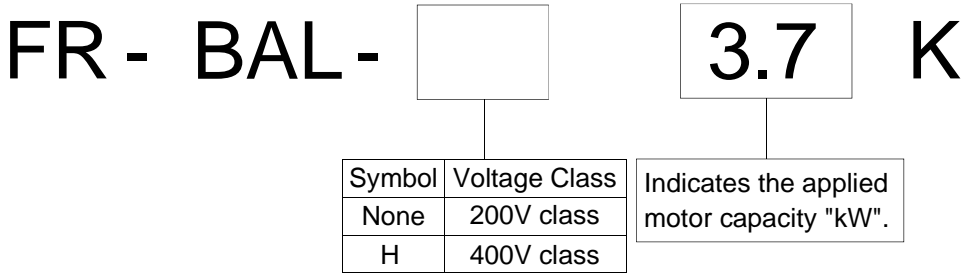 FR - BAL - 3.7 K
Symbol Voltage Class
None 200V class
H 400V class
Indicates the applied
motor capacity "kW".